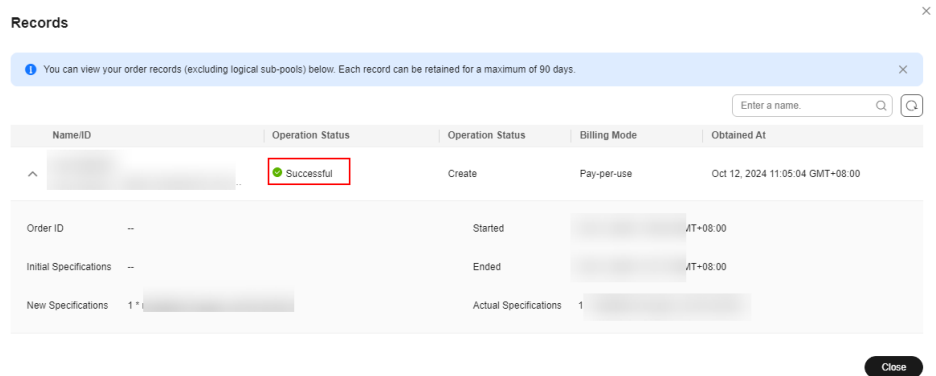 Records
You can view your order records (excluding logical sub-pools) below. Each record can be retained for a maximum of 90 days.
Enter a name.
Name/ID Operation Status Operation Status Billing Mode Obtained At
Successful Create Pay-per-use Oct 12, 2024 11:05:04 GMT+08:00
Order ID -- Started MT+08:00
Initial Specifications -- Ended MT+08:00
New Specifications 1 * Actual Specifications 1
Close